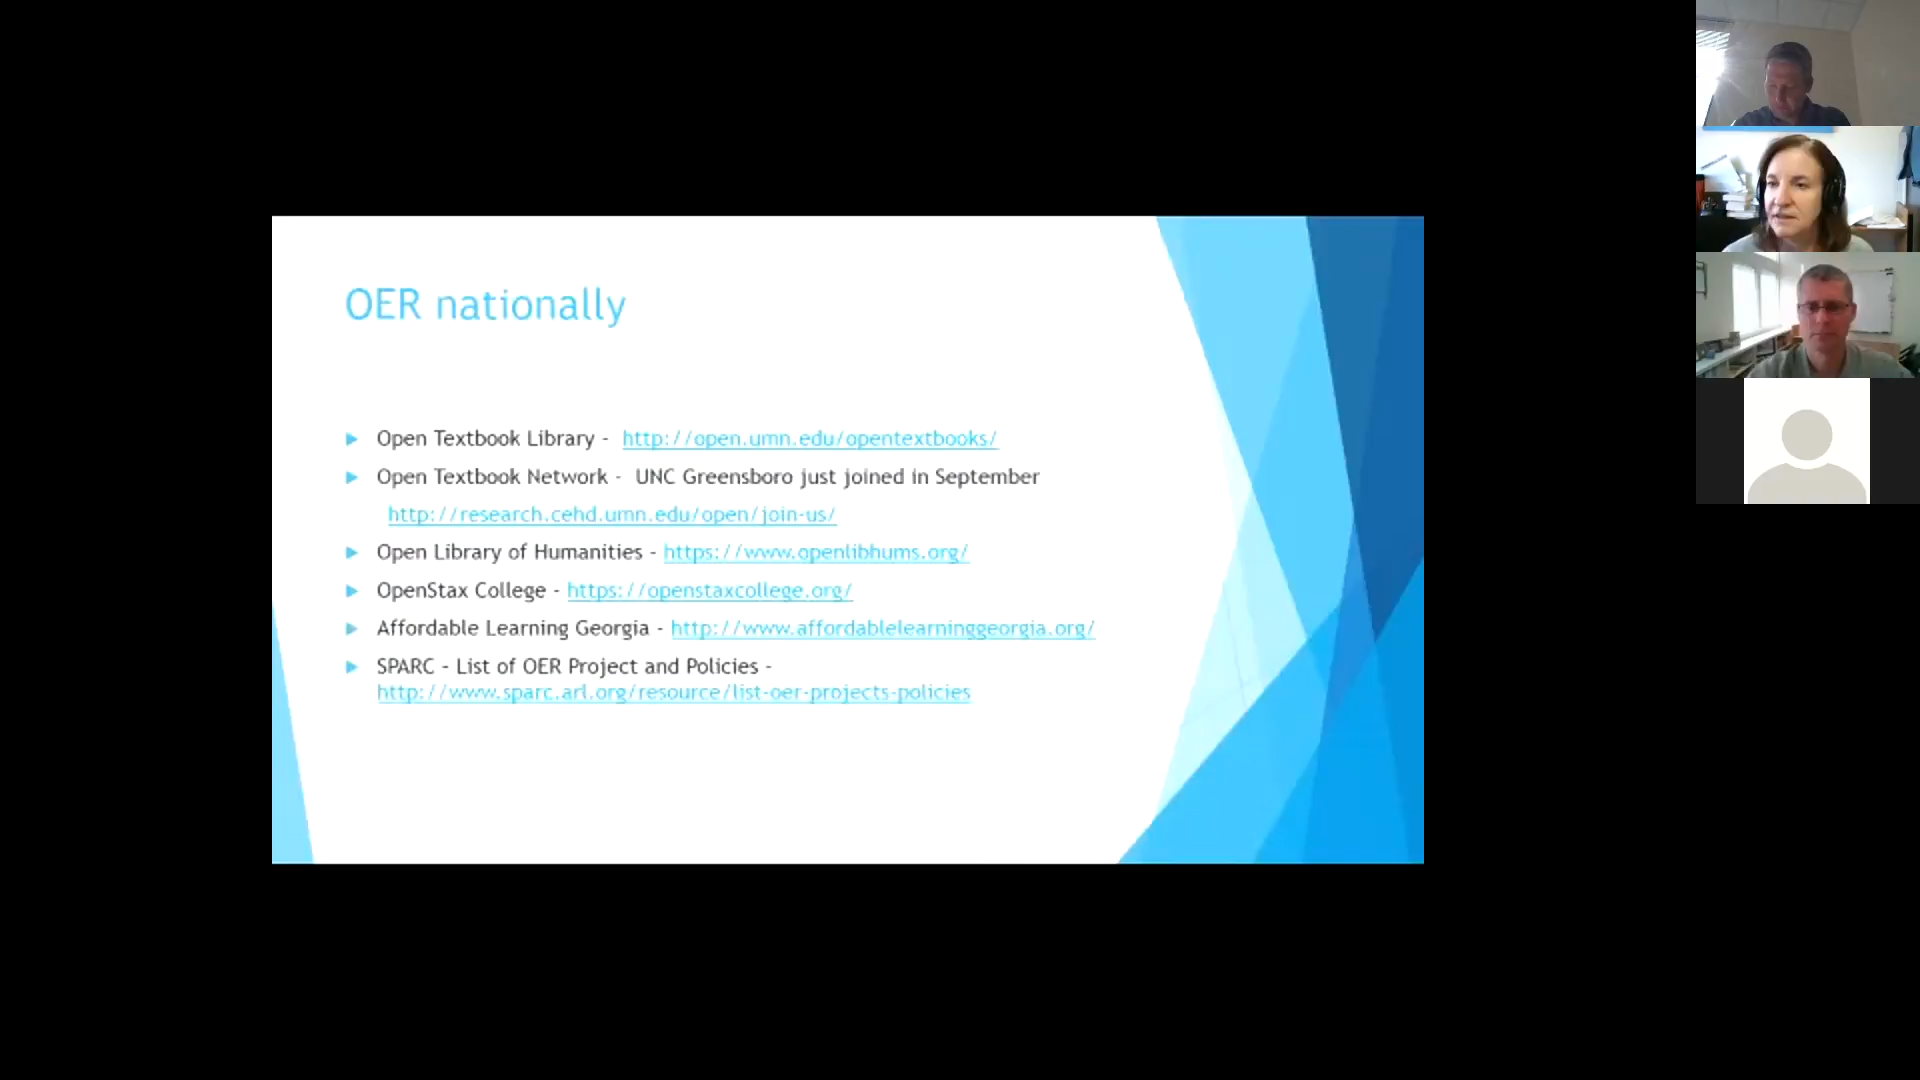 OER nationally
Open Textbook Library - http://open.umn.edu/opentextbooks/
Open Textbook Network - UNC Greensboro just joined in September
http://research.cehd.umn.edu/open/join-us/
Open Library of Humanities - https://www.openlibhums.org/
OpenStax College - https://openstaxcollege.org/
Affordable Learning Georgia - http://www.affordablelearninggeorgia.org/
SPARC - List of OER Project and Policies -
http://www.sparc.arl.org/resource/list-oer-projects-policies